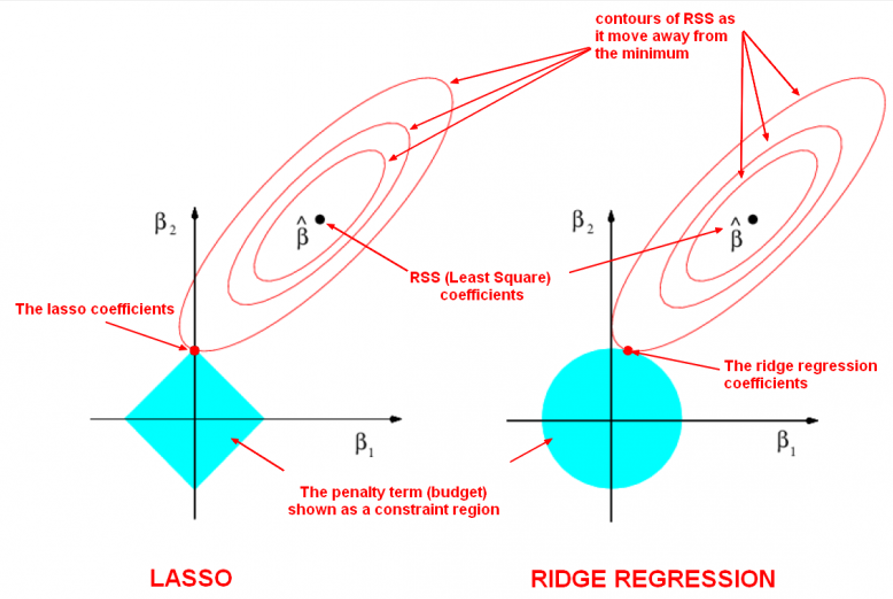 contours of RSS as
it move away from
the minimum
β2
β̂
β2
β̂
RSS (Least Square)
coefficients
The lasso coefficients
The ridge regression
coefficients
β1
β1
The penalty term (budget)
shown as a constraint region
LASSO
RIDGE REGRESSION